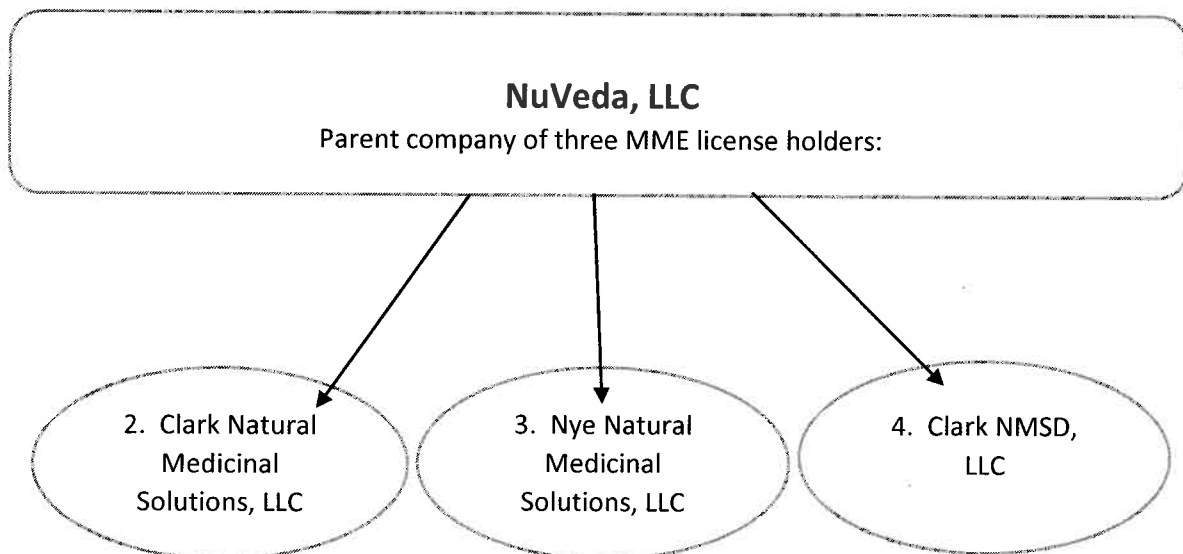 NuVeda, LLC
Parent company of three MME license holders:
2. Clark Natural
Medicinal
Solutions, LLC
3. Nye Natural
Medicinal
Solutions, LLC
4. Clark NMSD,
LLC